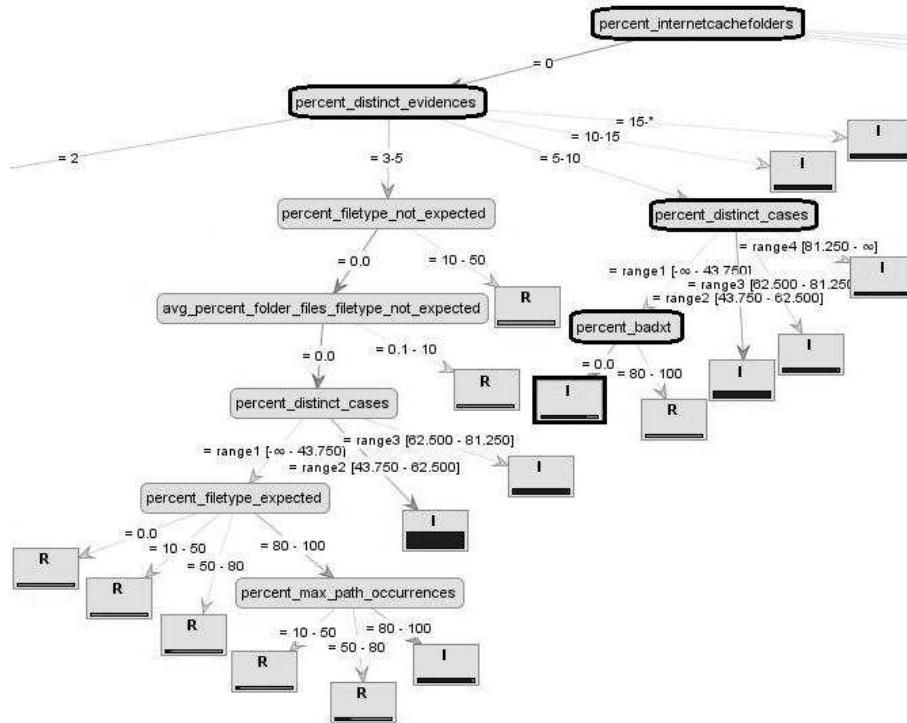 percent_internetcachefolders
= 0
percent_distinct_evidences
= 15-*
= 10-15
I
= 2
= 3-5
= 5-10
I
percent_filetype_not_expected
percent_distinct_cases
= 0.0
= 10 - 50
= range4 [81.250 - ∞]
= range1 [-∞ - 43.750]
I
= range3 [62.500 - 81.250]
= range2 [43.750 - 62.500]
R
avg_percent_folder_files_filetype_not_expected
percent_badxt
= 0.0
= 0.1 - 10
= 0.0
= 80 - 100
I
I
R
I
R
percent_distinct_cases
= range3 [62.500 - 81.250]
= range1 [-∞ - 43.750]
= range2 [43.750 - 62.500]
I
percent_filetype_expected
I
= 0.0
= 10 - 50
= 80 - 100
= 50 - 80
R
R
percent_max_path_occurrences
R
= 10 - 50
= 80 - 100
= 50 - 80
R
I
R